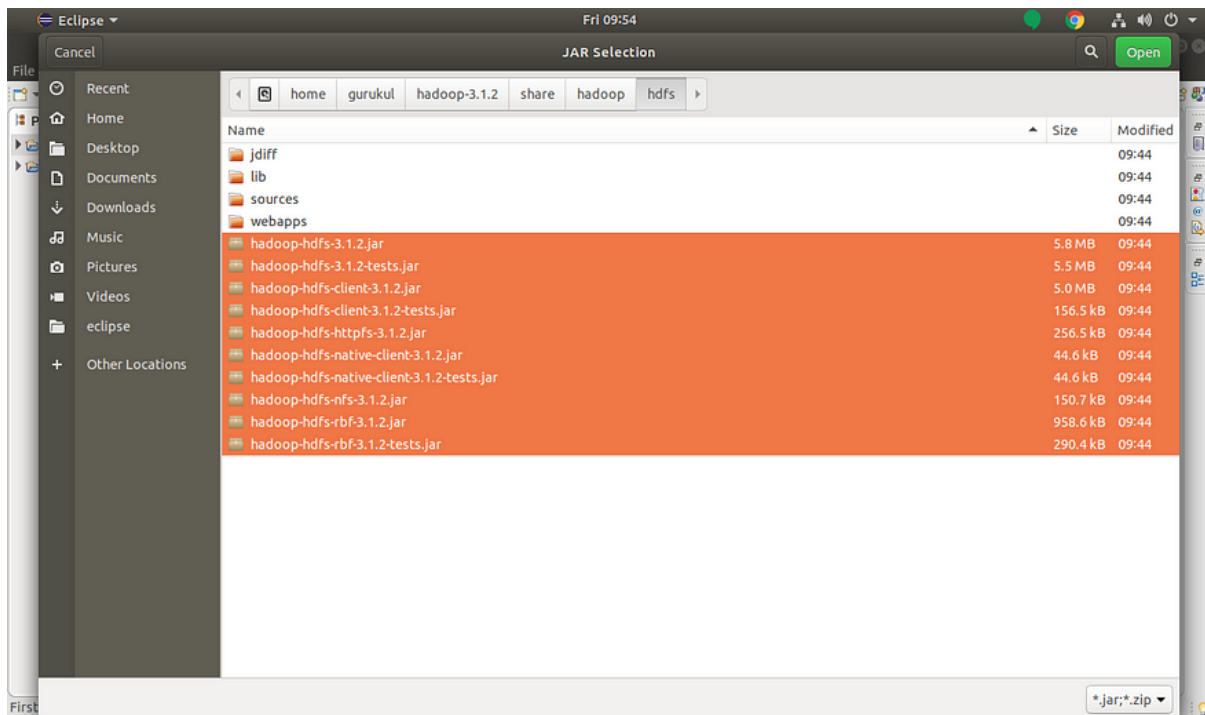 Eclipse Fri 09:54
Cancel JAR Selection Open
File
Recent
Home
Desktop
Documents
Downloads
Music
Pictures
Videos
eclipse
Other Locations
home gurukul hadoop-3.1.2 share hadoop hdfs
Name Size Modified
jdiff 09:44
lib 09:44
sources 09:44
webapps 09:44
hadoop-hdfs-3.1.2.jar 5.8 MB 09:44
hadoop-hdfs-3.1.2-tests.jar 5.5 MB 09:44
hadoop-hdfs-client-3.1.2.jar 5.0 MB 09:44
hadoop-hdfs-client-3.1.2-tests.jar 156.5 kB 09:44
hadoop-hdfs-httpfs-3.1.2.jar 256.5 kB 09:44
hadoop-hdfs-native-client-3.1.2.jar 44.6 kB 09:44
hadoop-hdfs-native-client-3.1.2-tests.jar 44.6 kB 09:44
hadoop-hdfs-nfs-3.1.2.jar 150.7 kB 09:44
hadoop-hdfs-rbf-3.1.2.jar 958.6 kB 09:44
hadoop-hdfs-rbf-3.1.2-tests.jar 290.4 kB 09:44
*.jar;*.zip
First